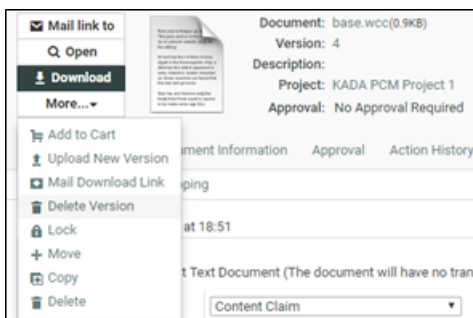 Mail link to
Open
Download
More...
Document: base.wcc(0.9KB)
Version: 4
Description:
Project: KADA PCM Project 1
Approval: No Approval Required
Add to Cart
Upload New Version
Mail Download Link
Delete Version
Lock
Move
Copy
Delete
ument Information Approval Action History
ping
at 18:51
t Text Document (The document will have no tran
Content Claim